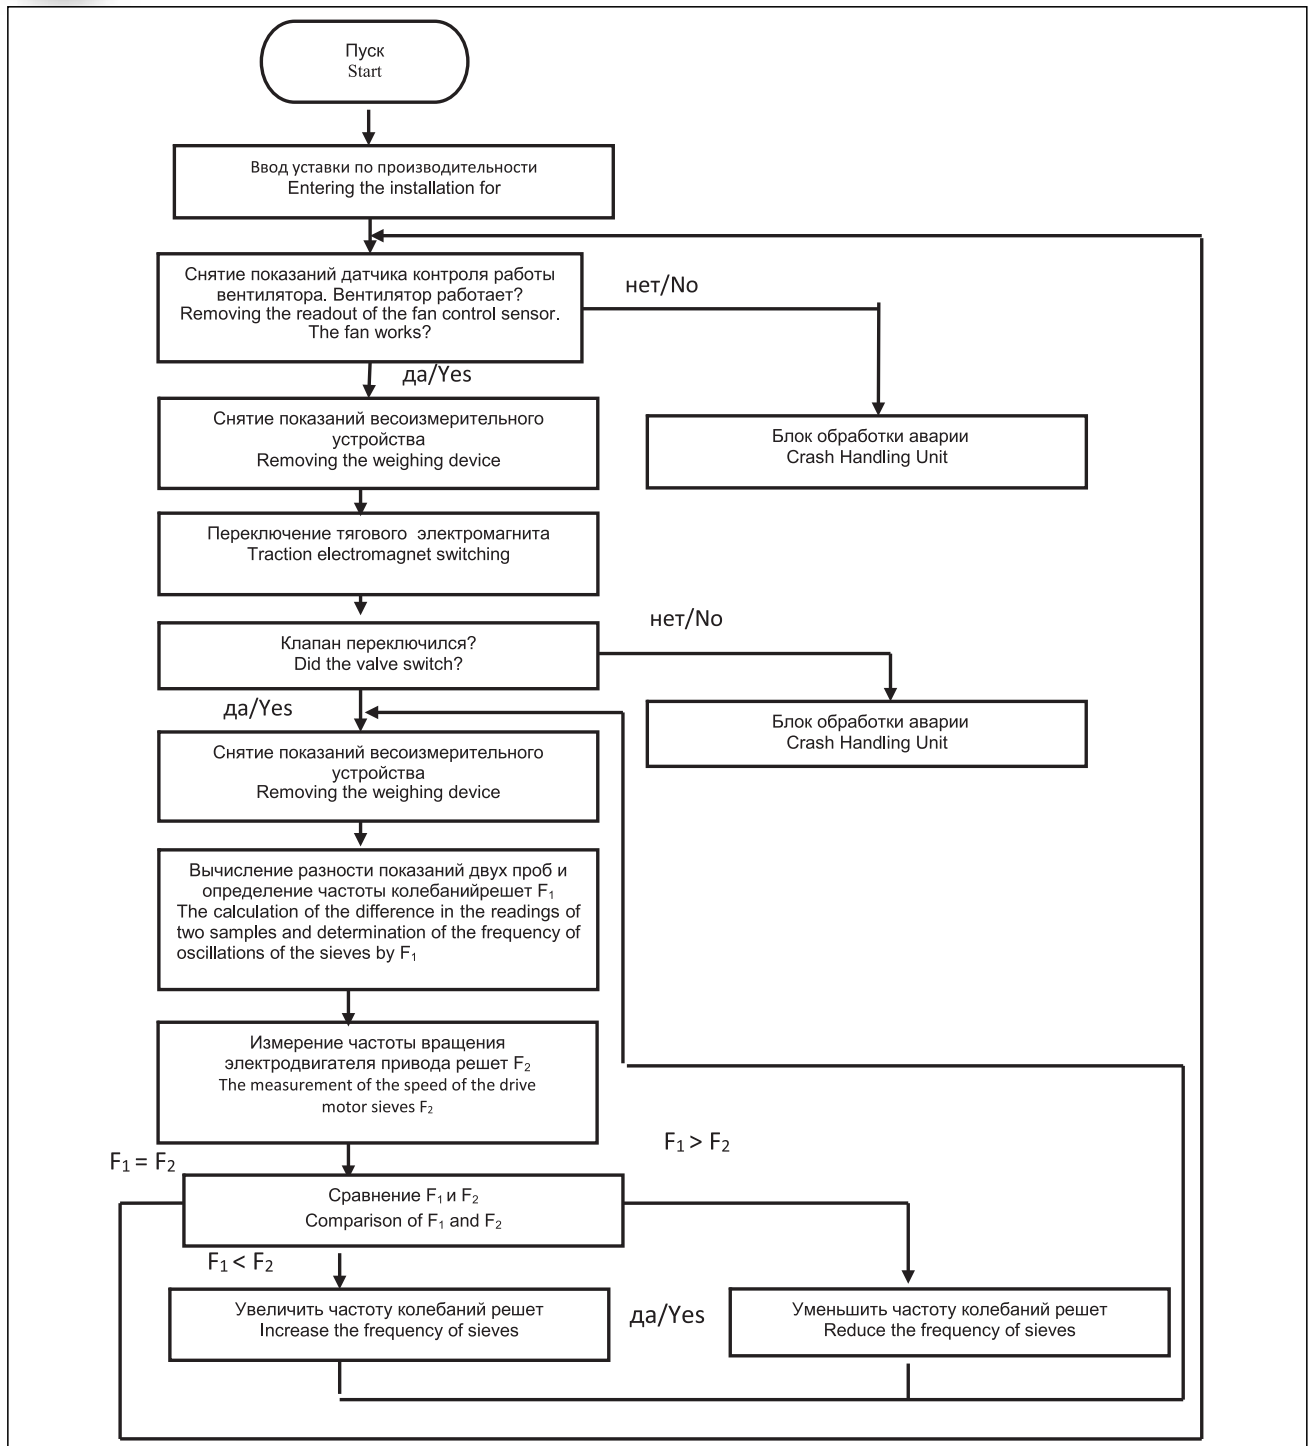 Пуск
Start
Ввод уставки по производительности
Entering the installation for
Снятие показаний датчика контроля работы
вентилятора. Вентилятор работает?
Removing the readout of the fan control sensor.
The fan works?
нет/No
да/Yes
Снятие показаний весоизмерительного
устройства
Removing the weighing device
Блок обработки аварии
Crash Handling Unit
Переключение тягового электромагнита
Traction electromagnet switching
нет/No
Клапан переключился?
Did the valve switch?
да/Yes
Блок обработки аварии
Crash Handling Unit
Снятие показаний весоизмерительного
устройства
Removing the weighing device
Вычисление разности показаний двух проб и
определение частоты колебанийрешет F₁
The calculation of the difference in the readings of
two samples and determination of the frequency of
oscillations of the sieves by F₁
Измерение частоты вращения
электродвигателя привода решет F₂
The measurement of the speed of the drive
motor sieves F₂
F₁ > F₂
F₁ = F₂
Сравнение F₁ и F₂
Comparison of F₁ and F₂
F₁ < F₂
Увеличить частоту колебаний решет
Increase the frequency of sieves
да/Yes
Уменьшить частоту колебаний решет
Reduce the frequency of sieves